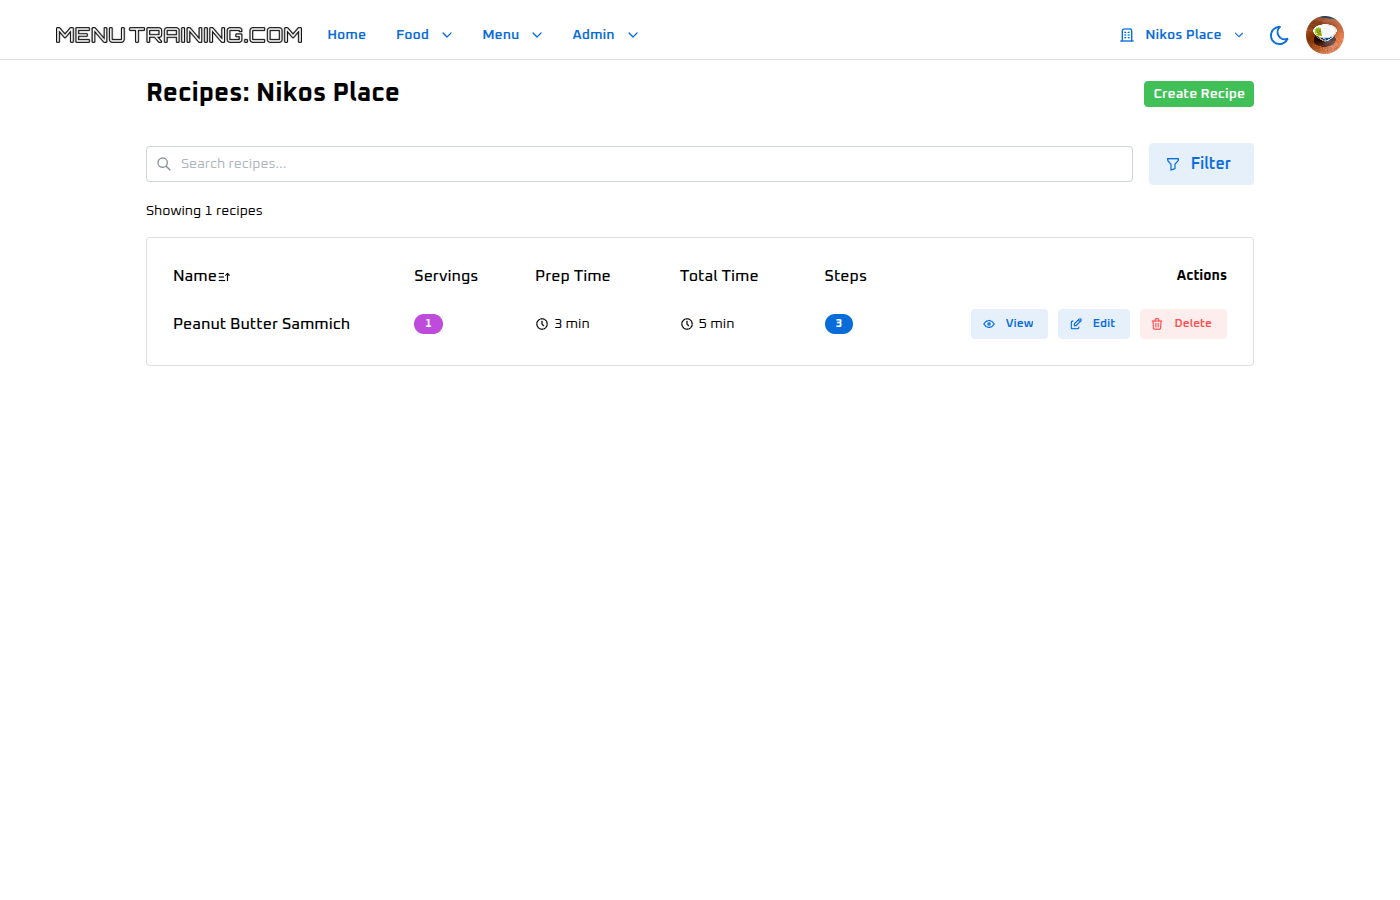 MENUTRAINING.COM Home Food Menu Admin Nikos Place
Recipes: Nikos Place Create Recipe
Search recipes... Filter
Showing 1 recipes
Name Servings Prep Time Total Time Steps Actions
Peanut Butter Sammich 1 3 min 5 min 3 View Edit Delete